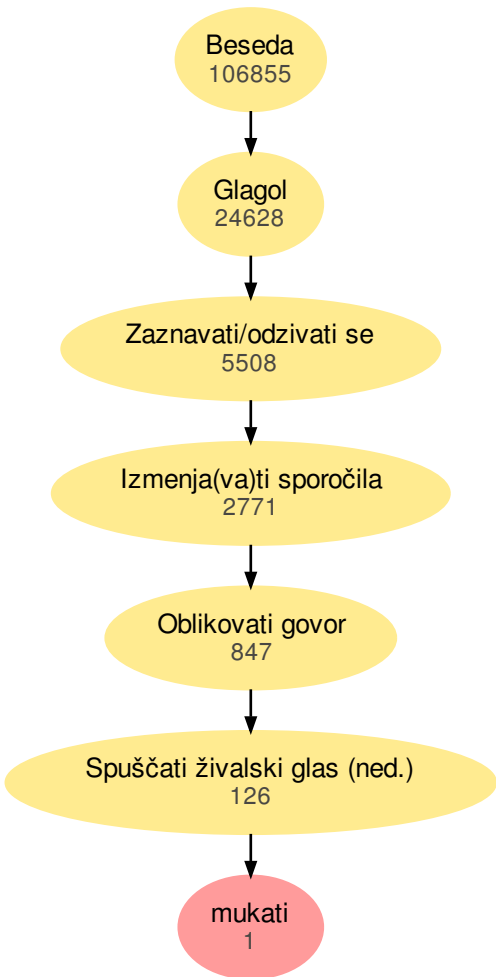 Beseda
106855
Glagol
24628
Zaznavati/odzivati se
5508
Izmenja(va)ti sporočila
2771
Oblikovati govor
847
Spuščati živalski glas (ned.)
126
mukati
1